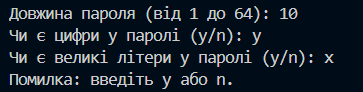 Довжина пароля (від 1 до 64): 10
Чи є цифри у паролі (y/n): y
Чи є великі літери у паролі (y/n): x
Помилка: введіть y або n.